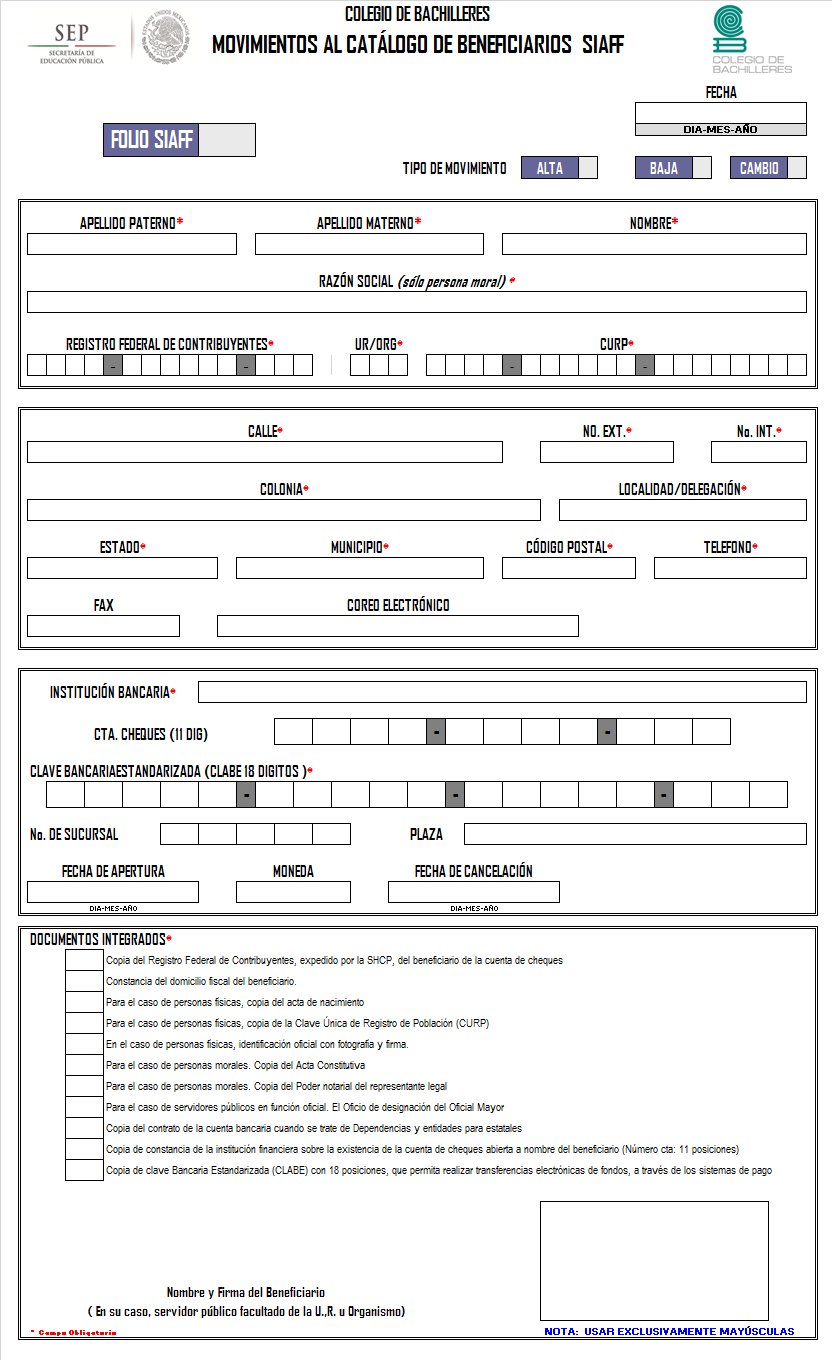 COLEGIO DE BACHILLERES
MOVIMIENTOS AL CATÁLOGO DE BENEFICIARIOS SIAFF
SEP
SECRETARÍA DE
EDUCACIÓN PÚBLICA
ESTADOS UNIDOS MEXICANOS
COLEGIO DE
BACHILLERES
FECHA
DIA-MES-AÑO
FOLIO SIAFF
TIPO DE MOVIMIENTO ALTA BAJA CAMBIO
APELLIDO PATERNO* APELLIDO MATERNO* NOMBRE*
RAZÓN SOCIAL (sólo persona moral) *
REGISTRO FEDERAL DE CONTRIBUYENTES* UR/ORG* CURP*
- - - -
CALLE* NO. EXT.* No. INT.*
COLONIA* LOCALIDAD/DELEGACIÓN*
ESTADO* MUNICIPIO* CÓDIGO POSTAL* TELEFONO*
FAX COREO ELECTRÓNICO
INSTITUCIÓN BANCARIA*
CTA. CHEQUES (11 DIG) - -
CLAVE BANCARIAESTANDARIZADA (CLABE 18 DIGITOS )*
- - -
No. DE SUCURSAL PLAZA
FECHA DE APERTURA MONEDA FECHA DE CANCELACIÓN
DIA-MES-AÑO DIA-MES-AÑO
DOCUMENTOS INTEGRADOS*
Copia del Registro Federal de Contribuyentes, expedido por la SHCP, del beneficiario de la cuenta de cheques
Constancia del domicilio fiscal del beneficiario.
Para el caso de personas físicas, copia del acta de nacimiento
Para el caso de personas físicas, copia de la Clave Única de Registro de Población (CURP)
En el caso de personas físicas, identificación oficial con fotografía y firma.
Para el caso de personas morales. Copia del Acta Constitutiva
Para el caso de personas morales. Copia del Poder notarial del representante legal
Para el caso de servidores públicos en función oficial. El Oficio de designación del Oficial Mayor
Copia del contrato de la cuenta bancaria cuando se trate de Dependencias y entidades para estatales
Copia de constancia de la institución financiera sobre la existencia de la cuenta de cheques abierta a nombre del beneficiario (Número cta: 11 posiciones)
Copia de clave Bancaria Estandarizada (CLABE) con 18 posiciones, que permita realizar transferencias electrónicas de fondos, a través de los sistemas de pago
Nombre y Firma del Beneficiario
( En su caso, servidor público facultado de la U.,R. u Organismo)
* Campo Obligatorio
NOTA: USAR EXCLUSIVAMENTE MAYÚSCULAS